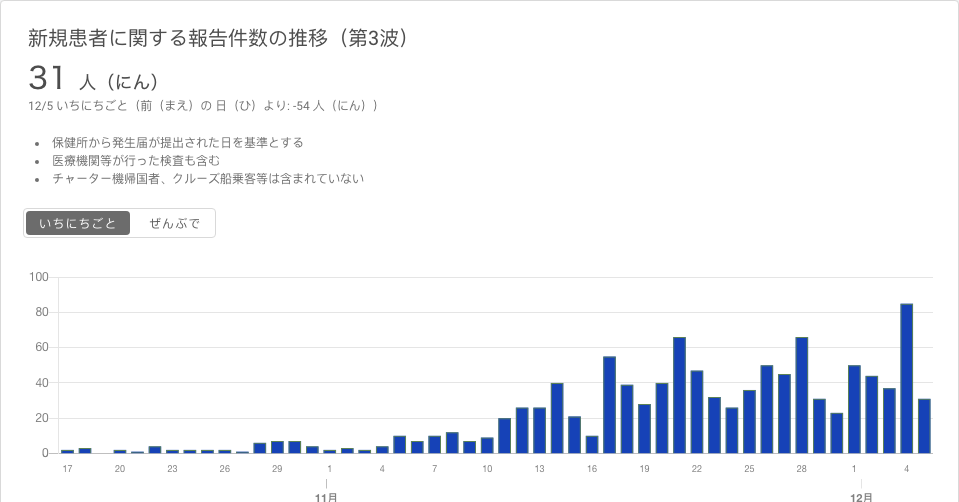 新規患者に関する報告件数の推移（第3波）
31 人（にん）
12/5 いちにちごと（前（まえ）の 日（ひ）より: -54 人（にん））
保健所から発生届が提出された日を基準とする
医療機関等が行った検査も含む
チャーター機帰国者、クルーズ船乗客等は含まれていない
いちにちごと ぜんぶで
100
80
60
40
20
0
17 20 23 26 29 1 4 7 10 13 16 19 22 25 28 1 4
11月 12月